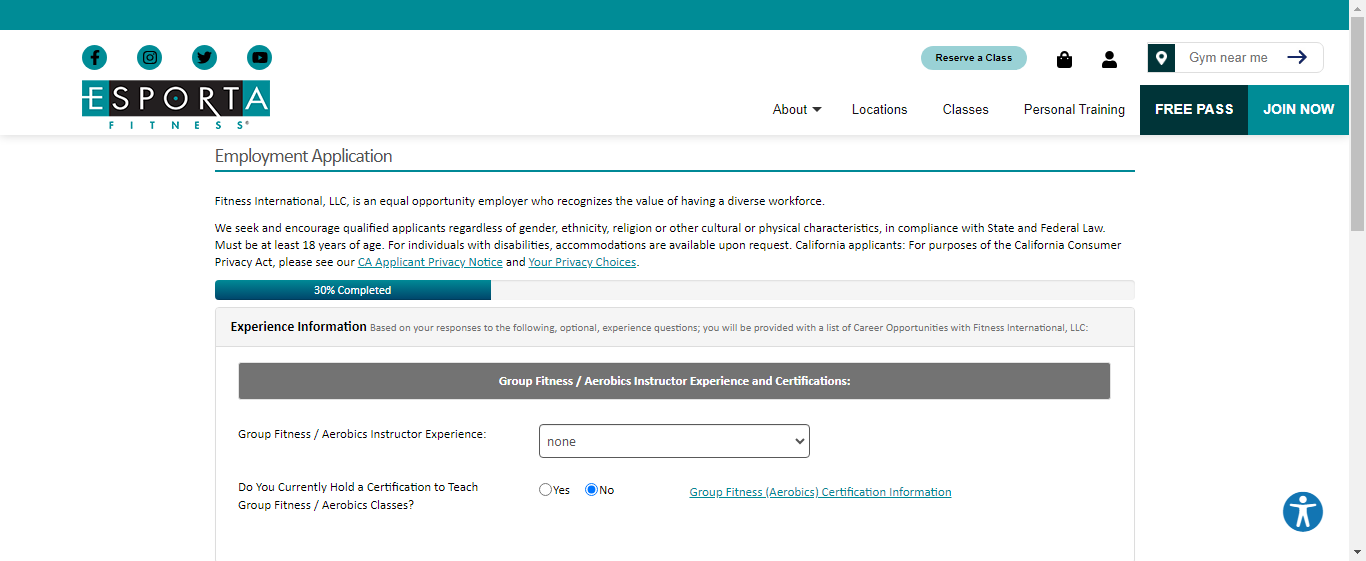 Reserve a Class
Gym near me
ESPORTA
FITNESS®
About
Locations
Classes
Personal Training
FREE PASS
JOIN NOW
Employment Application
Fitness International, LLC, is an equal opportunity employer who recognizes the value of having a diverse workforce.
We seek and encourage qualified applicants regardless of gender, ethnicity, religion or other cultural or physical characteristics, in compliance with State and Federal Law.
Must be at least 18 years of age. For individuals with disabilities, accommodations are available upon request. California applicants: For purposes of the California Consumer
Privacy Act, please see our CA Applicant Privacy Notice and Your Privacy Choices.
30% Completed
Experience Information Based on your responses to the following, optional, experience questions; you will be provided with a list of Career Opportunities with Fitness International, LLC:
Group Fitness / Aerobics Instructor Experience and Certifications:
Group Fitness / Aerobics Instructor Experience:
none
Do You Currently Hold a Certification to Teach
Group Fitness / Aerobics Classes?
Yes
No
Group Fitness (Aerobics) Certification Information